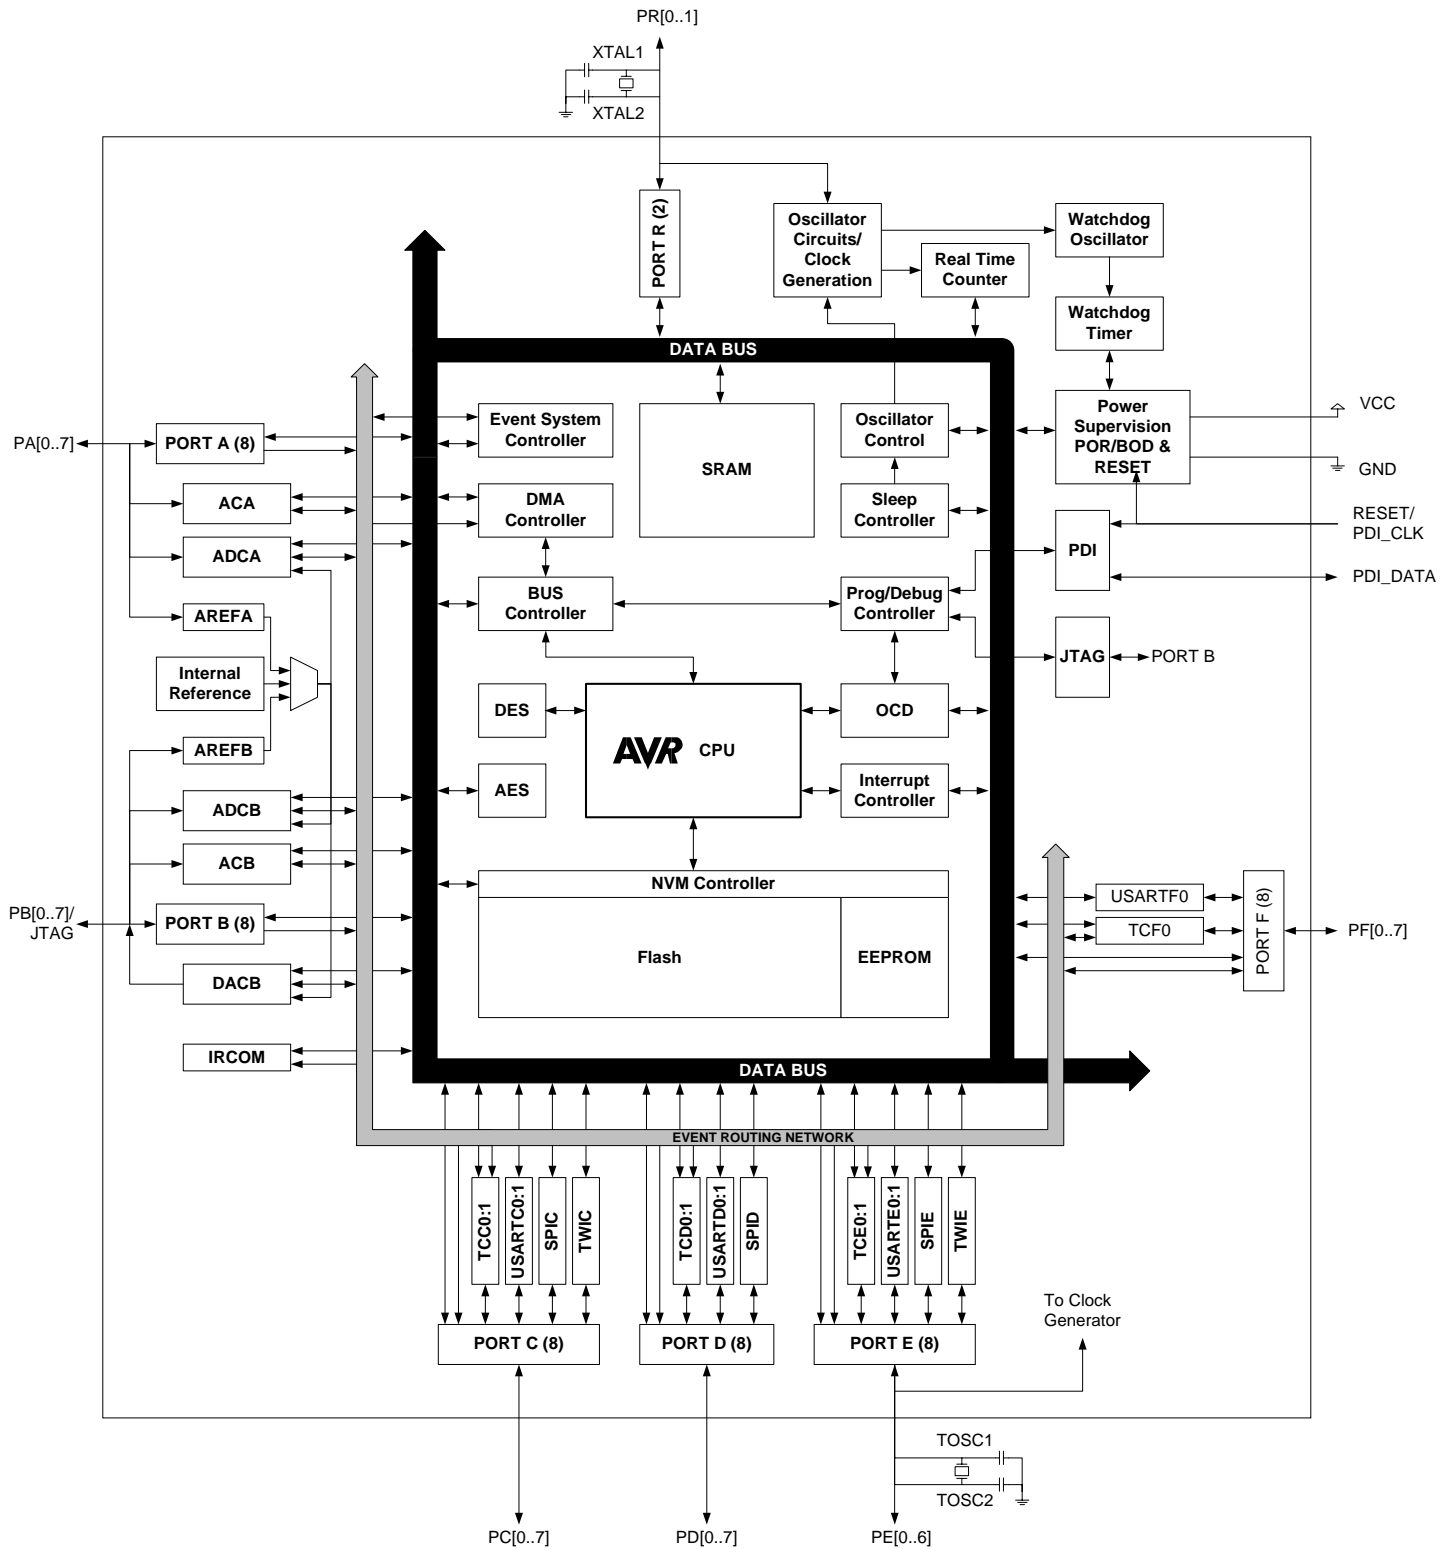 PR[0..1]
XTAL1
XTAL2
PORT R (2)
Oscillator
Circuits/
Clock
Generation
Watchdog
Oscillator
Real Time
Counter
Watchdog
Timer
DATA BUS
Event System
Controller
SRAM
Oscillator
Control
Power
Supervision
POR/BOD &
RESET
VCC
GND
PA[0..7]
PORT A (8)
ACA
DMA
Controller
Sleep
Controller
RESET/
PDI_CLK
PDI
PDI_DATA
ADCA
BUS
Controller
Prog/Debug
Controller
AREFA
Internal
Reference
JTAG
PORT B
DES
AVR CPU
OCD
AREFB
AES
Interrupt
Controller
ADCB
ACB
NVM Controller
USARTF0
TCF0
PORT F (8)
PF[0..7]
PB[0..7]/
JTAG
PORT B (8)
Flash
EEPROM
DACB
IRCOM
DATA BUS
EVENT ROUTING NETWORK
TCC0:1
USARTC0:1
SPIC
TWIC
TCD0:1
USARTD0:1
SPID
TCE0:1
USARTE0:1
SPIE
TWIE
To Clock
Generator
PORT C (8)
PORT D (8)
PORT E (8)
TOSC1
TOSC2
PC[0..7]
PD[0..7]
PE[0..6]